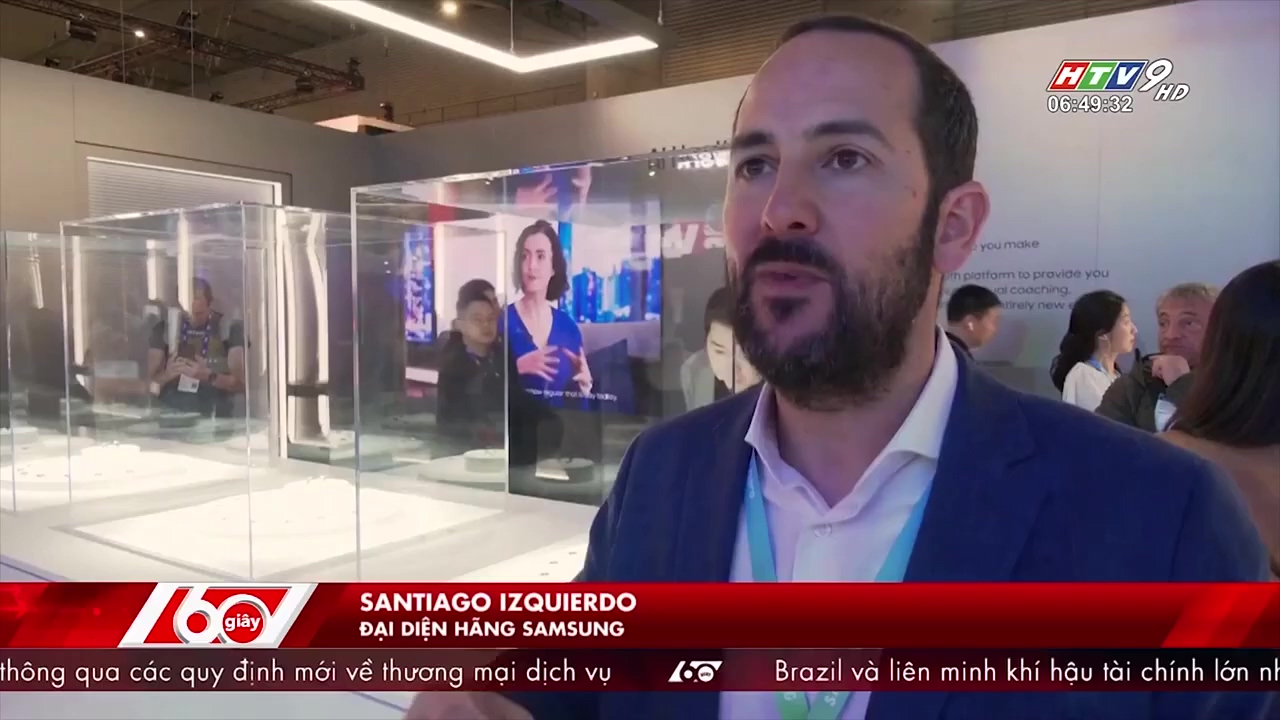 HTV9 HD
06:49:32
you make
platform to provide you
coaching,
SANTIAGO IZQUIERDO
60 giây
ĐẠI DIỆN HÃNG SAMSUNG
thông qua các quy định mới về thương mại dịch vụ 60 giây Brazil và liên minh khí hậu tài chính lớn